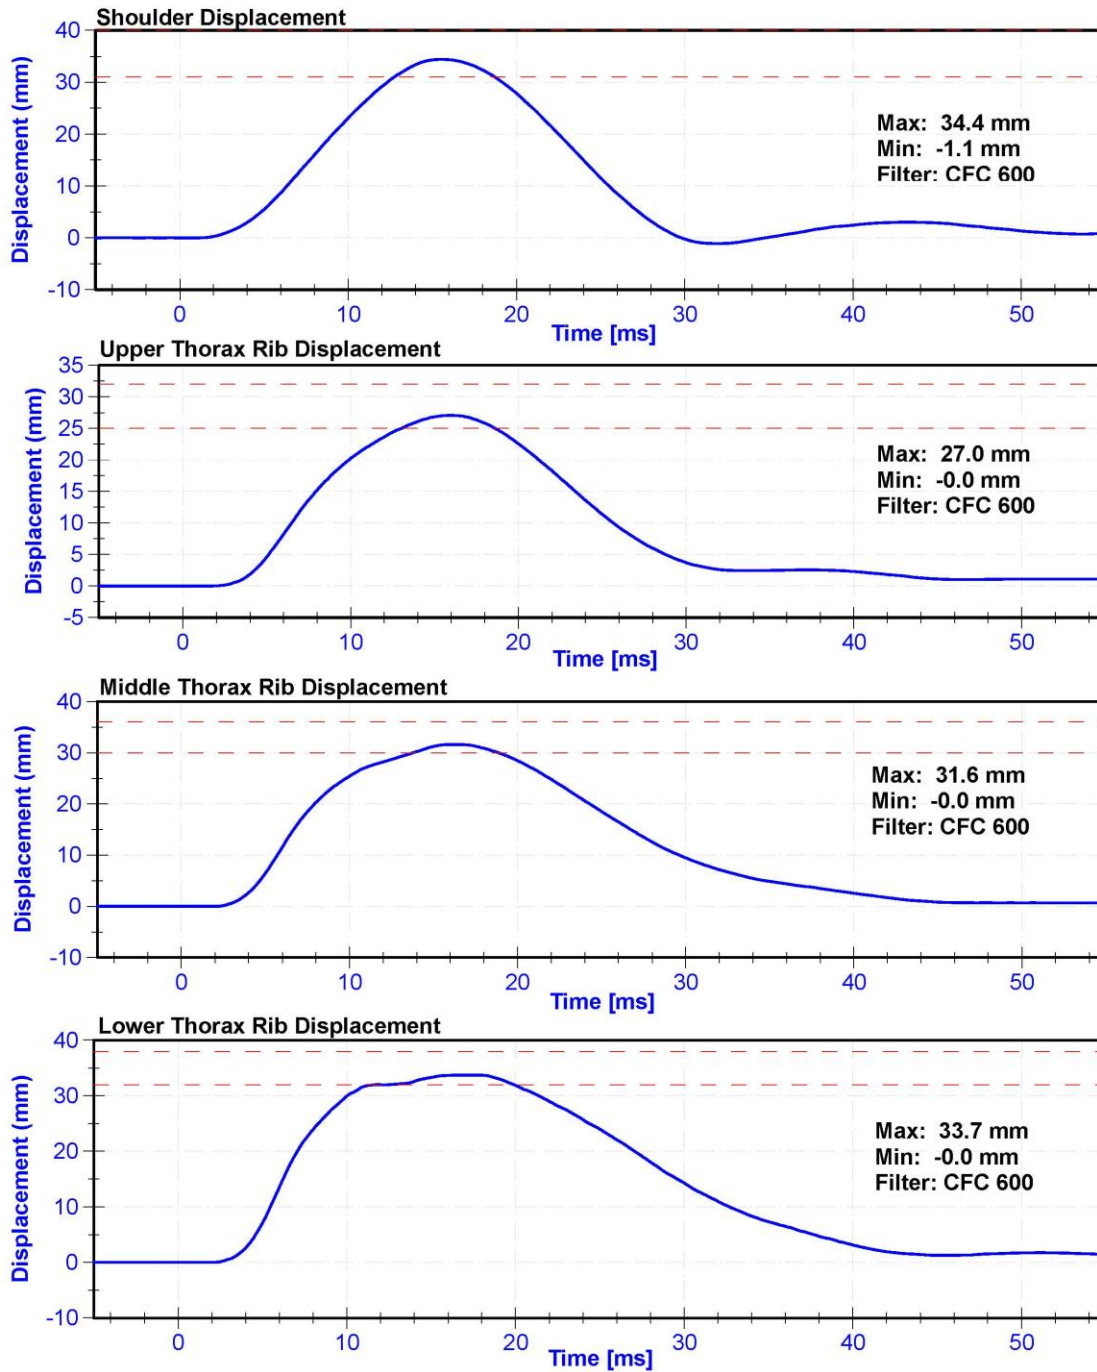 Shoulder Displacement
40
30
20
10
0
-10
Displacement (mm)
Max: 34.4 mm
Min: -1.1 mm
Filter: CFC 600
0 10 20 30 40 50
Time [ms]
Upper Thorax Rib Displacement
35
30
25
20
15
10
5
0
-5
Displacement (mm)
Max: 27.0 mm
Min: -0.0 mm
Filter: CFC 600
0 10 20 30 40 50
Time [ms]
Middle Thorax Rib Displacement
40
30
20
10
0
-10
Displacement (mm)
Max: 31.6 mm
Min: -0.0 mm
Filter: CFC 600
0 10 20 30 40 50
Time [ms]
Lower Thorax Rib Displacement
40
30
20
10
0
-10
Displacement (mm)
Max: 33.7 mm
Min: -0.0 mm
Filter: CFC 600
0 10 20 30 40 50
Time [ms]